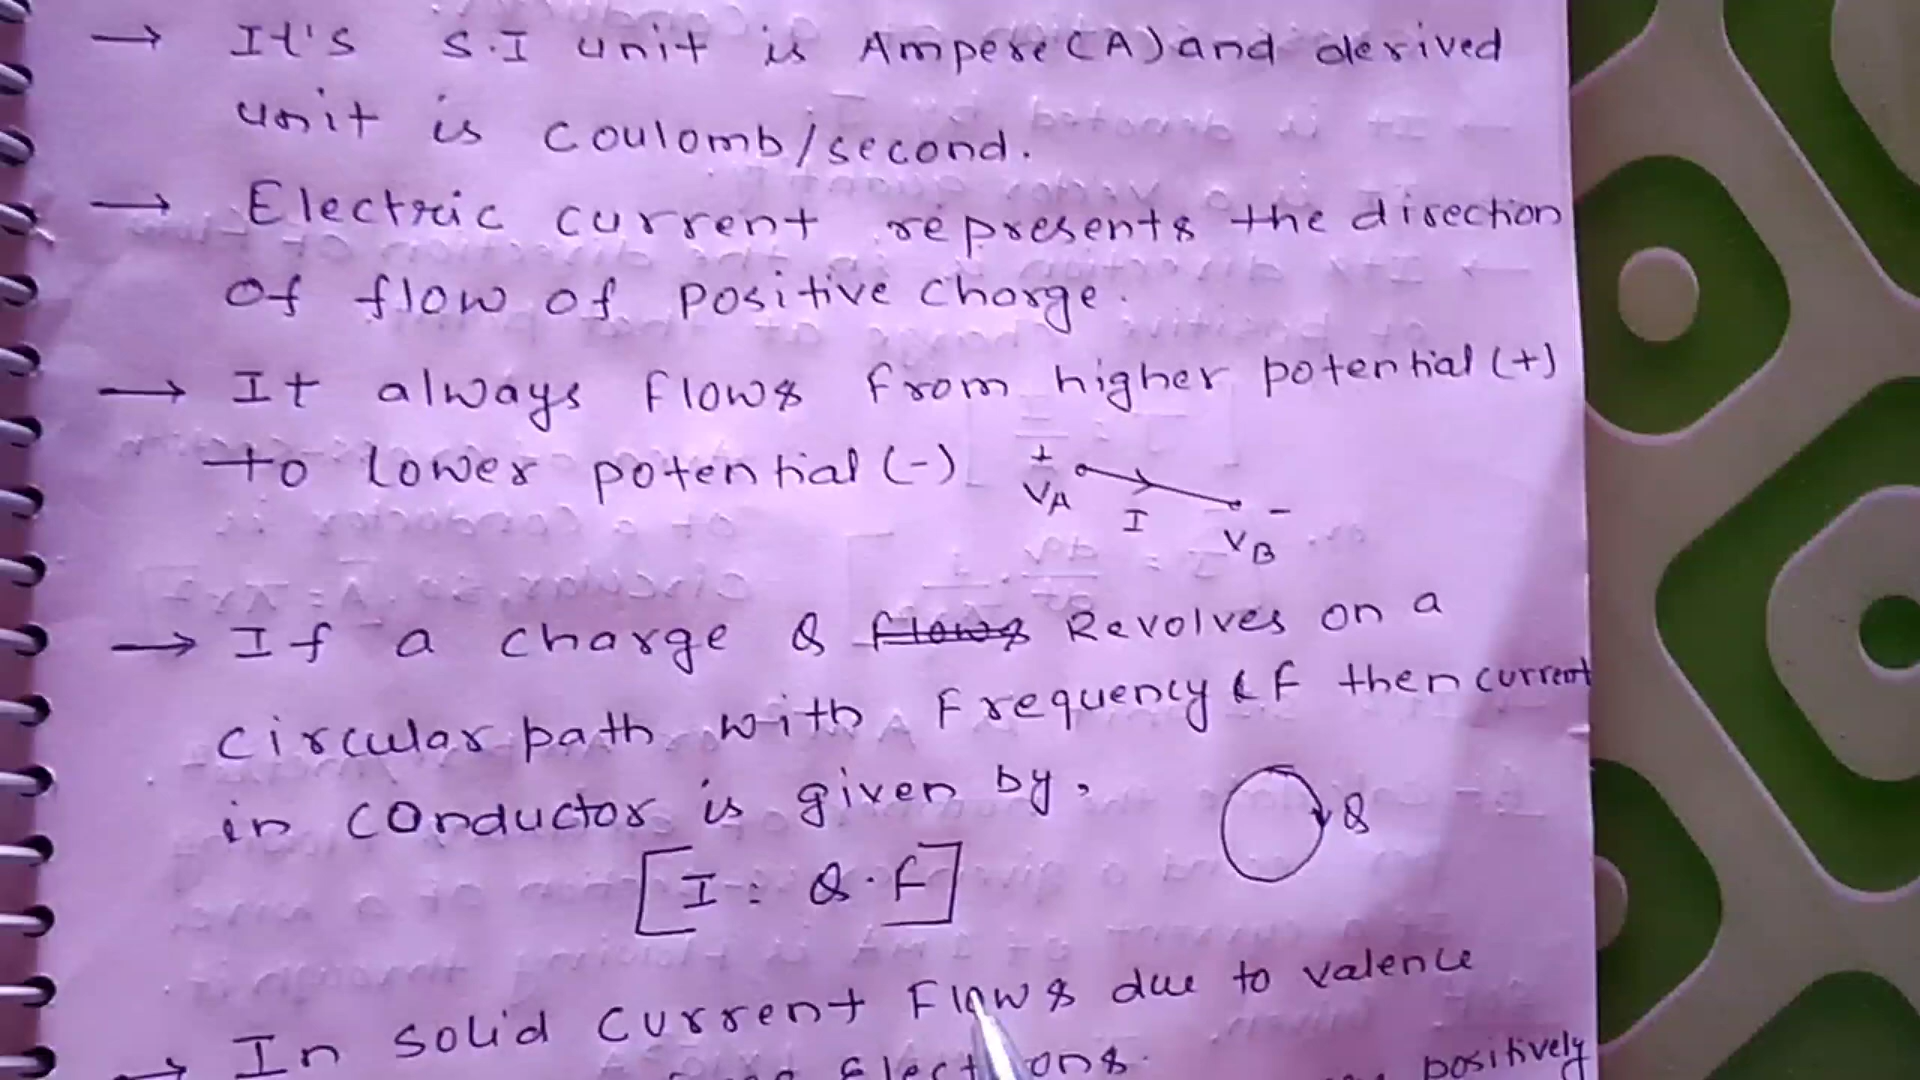 → It's S.I unit is Ampere(A) and derived
unit is Coulomb/second.
→ Electric current represents the direction
of flow of positive charge.
→ It always flows from higher potential (+)
to lower potential (-)
+
VA
I
VB
-
→ If a charge Q flows Revolves on a
circular path with Frequency F then current
in conductor is given by,
Q
[I = Q.F]
→ In solid current Flows due to valence
electrons.
positively